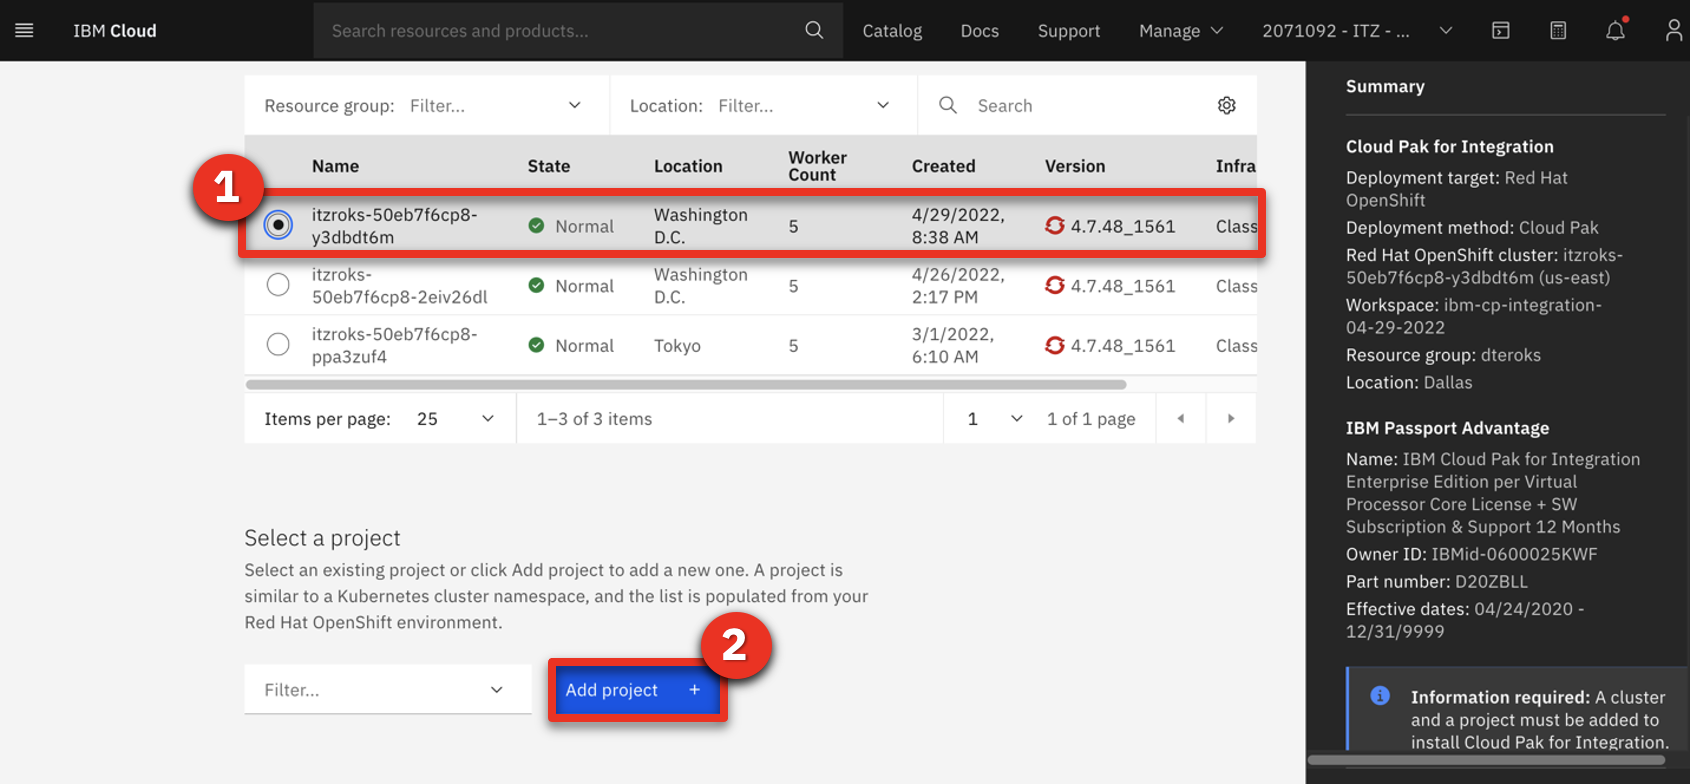 IBM Cloud
Search resources and products...
Catalog
Docs
Support
Manage
2071092 - ITZ - ...
Resource group: Filter...
Location: Filter...
Search
Name
State
Location
Worker
Count
Created
Version
Infra
1
itzroks-50eb7f6cp8-
y3dbdt6m
Normal
Washington
D.C.
5
4/29/2022,
8:38 AM
4.7.48_1561
Class
itzroks-
50eb7f6cp8-2eiv26dl
Normal
Washington
D.C.
5
4/26/2022,
2:17 PM
4.7.48_1561
Class
itzroks-50eb7f6cp8-
ppa3zuf4
Normal
Tokyo
5
3/1/2022,
6:10 AM
4.7.48_1561
Class
Items per page: 25
1–3 of 3 items
1
1 of 1 page
Select a project
Select an existing project or click Add project to add a new one. A project is
similar to a Kubernetes cluster namespace, and the list is populated from your
Red Hat OpenShift environment.
2
Filter...
Add project +
Summary
Cloud Pak for Integration
Deployment target: Red Hat
OpenShift
Deployment method: Cloud Pak
Red Hat OpenShift cluster: itzroks-
50eb7f6cp8-y3dbdt6m (us-east)
Workspace: ibm-cp-integration-
04-29-2022
Resource group: dteroks
Location: Dallas
IBM Passport Advantage
Name: IBM Cloud Pak for Integration
Enterprise Edition per Virtual
Processor Core License + SW
Subscription & Support 12 Months
Owner ID: IBMid-0600025KWF
Part number: D20ZBLL
Effective dates: 04/24/2020 -
12/31/9999
Information required: A cluster
and a project must be added to
install Cloud Pak for Integration.